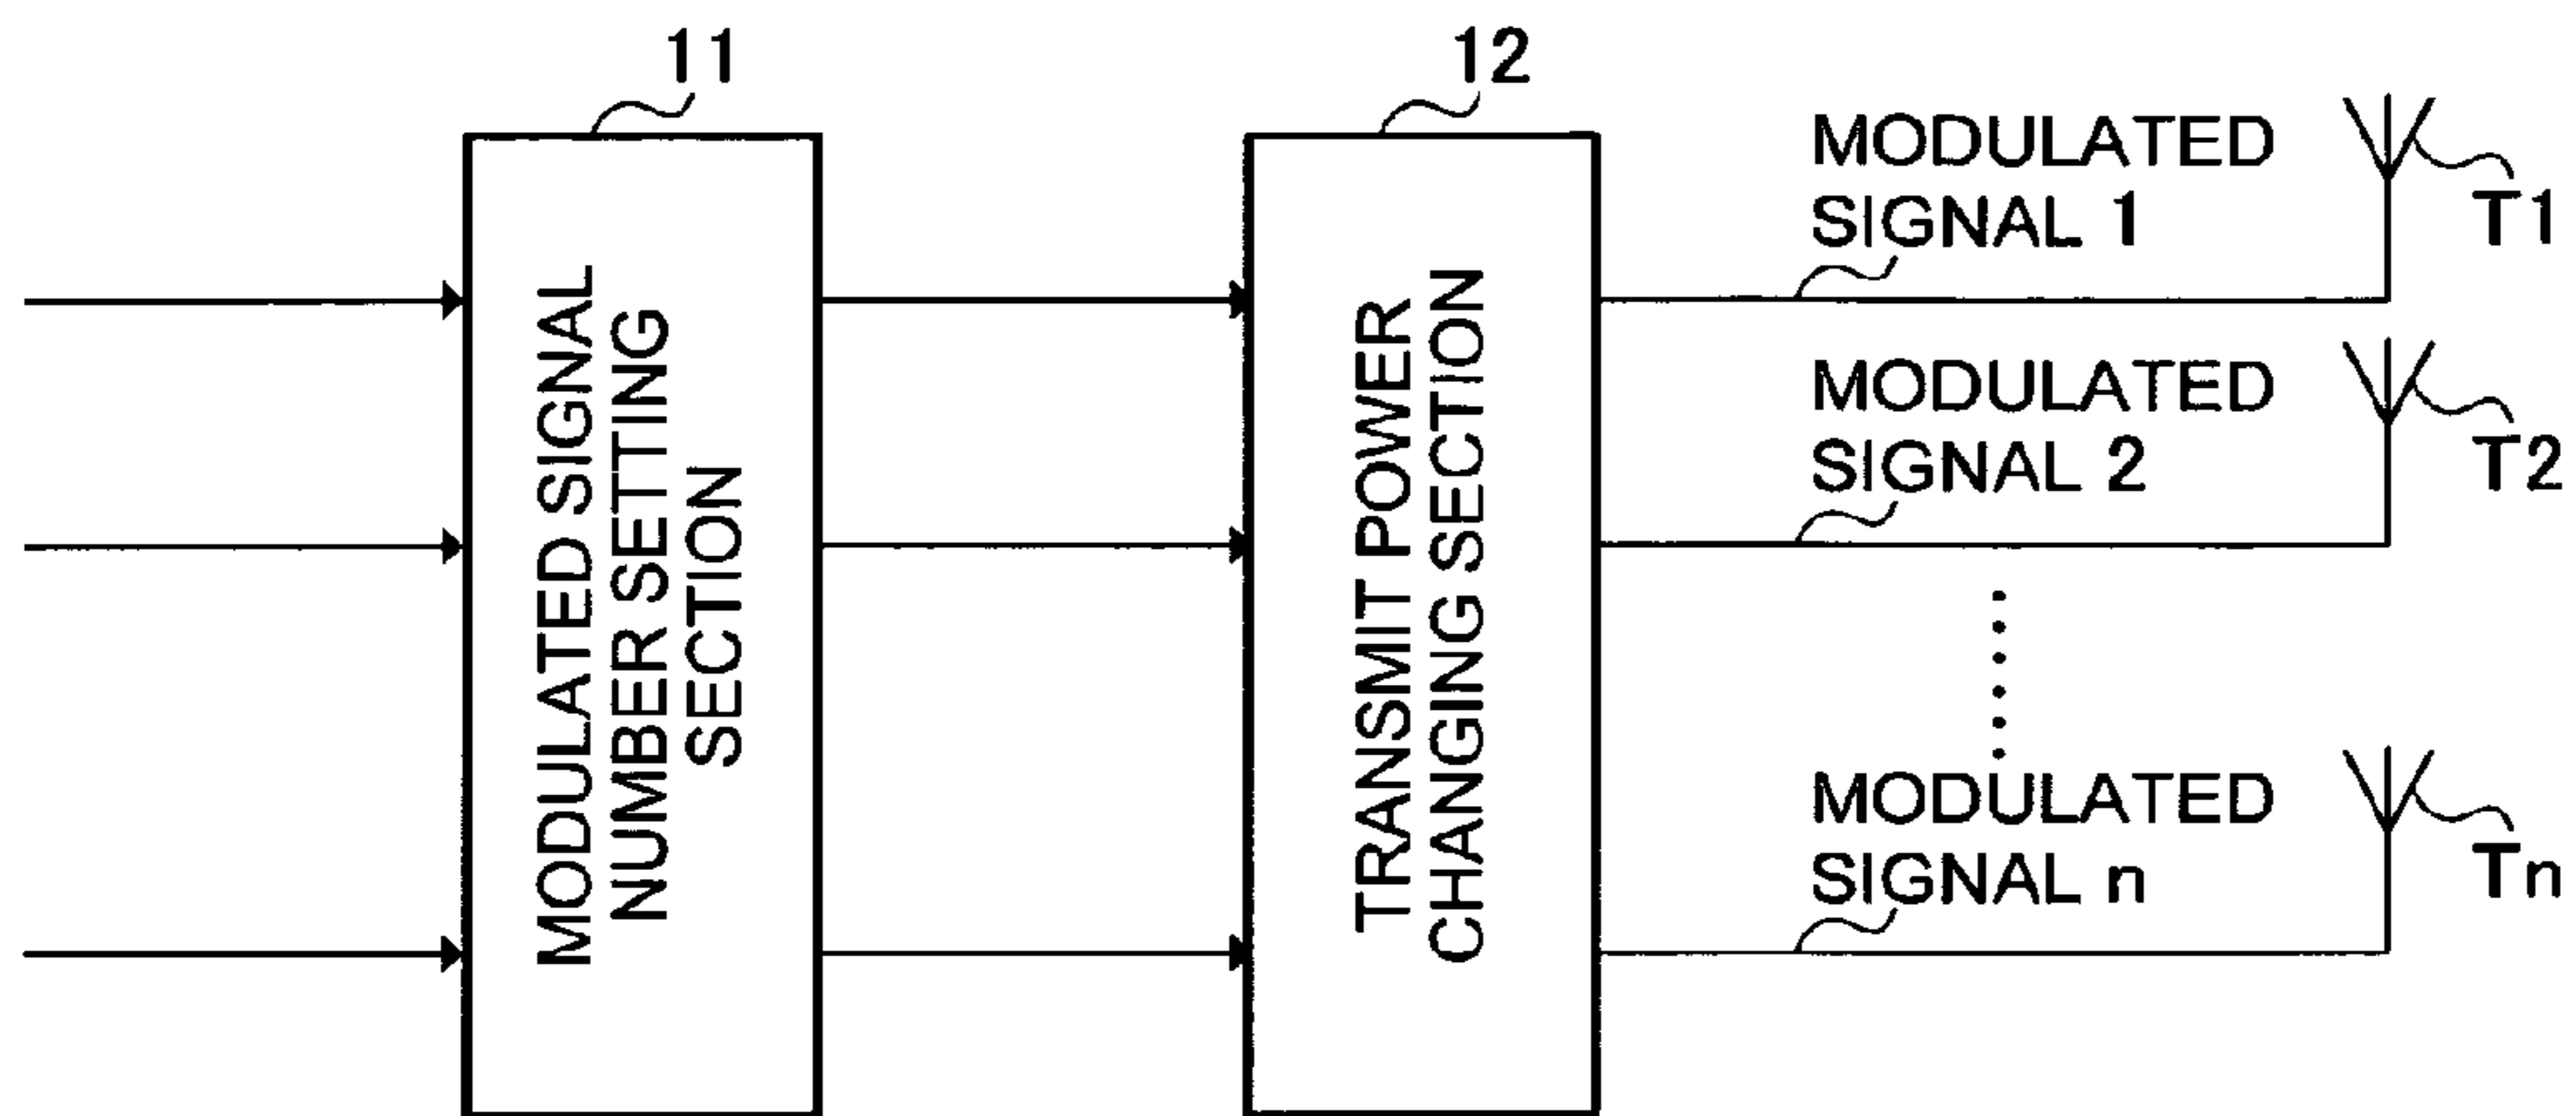 11
12
MODULATED SIGNAL
NUMBER SETTING
SECTION
TRANSMIT POWER
CHANGING SECTION
MODULATED
SIGNAL 1
T1
MODULATED
SIGNAL 2
T2
MODULATED
SIGNAL n
Tn